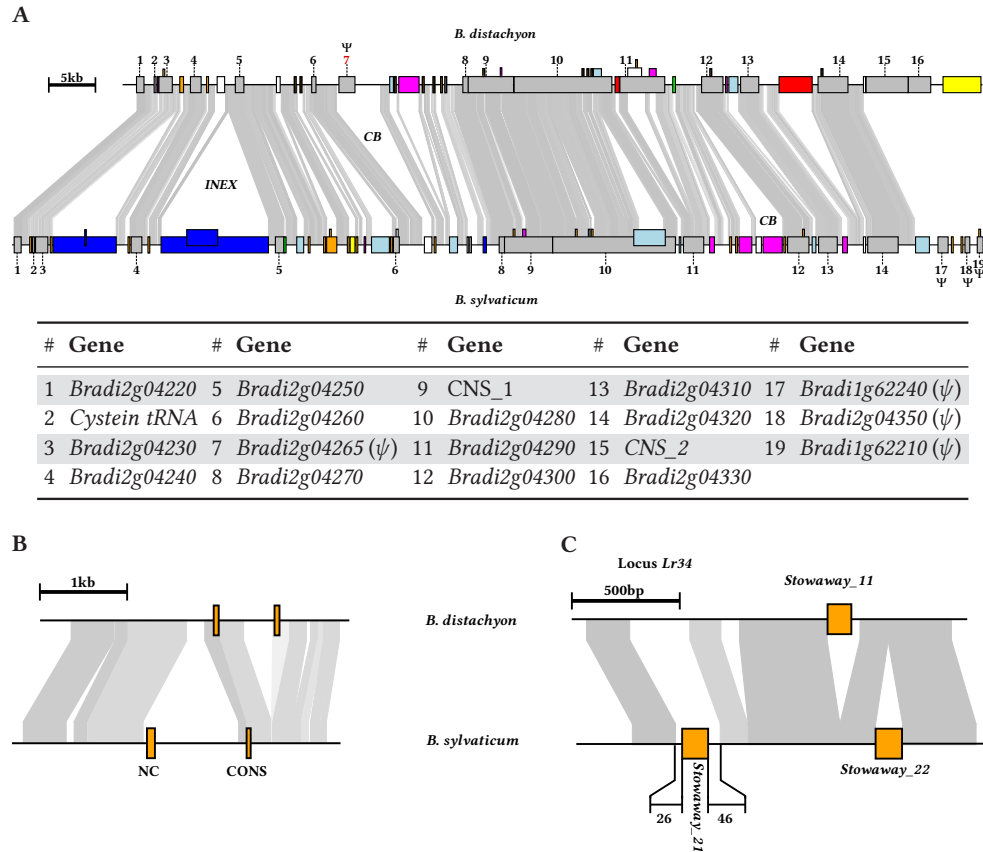 A
B. distachyon
Ψ
1 2 3 4 5 6 7 8 9 10 11 12 13 14 15 16
5kb
CB
INEX
CB
1 2 3 4 5 6 8 9 10 11 12 13 14 17 18 19
Ψ Ψ Ψ
B. sylvaticum
# Gene # Gene # Gene # Gene # Gene
1 Bradi2g04220 5 Bradi2g04250 9 CNS_1 13 Bradi2g04310 17 Bradi1g62240 (ψ)
2 Cystein tRNA 6 Bradi2g04260 10 Bradi2g04280 14 Bradi2g04320 18 Bradi2g04350 (ψ)
3 Bradi2g04230 7 Bradi2g04265 (ψ) 11 Bradi2g04290 15 CNS_2 19 Bradi1g62210 (ψ)
4 Bradi2g04240 8 Bradi2g04270 12 Bradi2g04300 16 Bradi2g04330
B
1kb
NC CONS
B. distachyon
B. sylvaticum
C
Locus Lr34
500bp
Stowaway_11
Stowaway_22
Stowaway_21
26 46